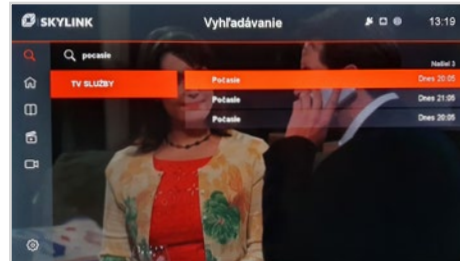 SKYLINK
Vyhľadávanie
13:19
pocasie
Našiel 3
TV SLUŽBY
Počasie
Dnes 20:05
Počasie
Dnes 21:05
Počasie
Dnes 20:05